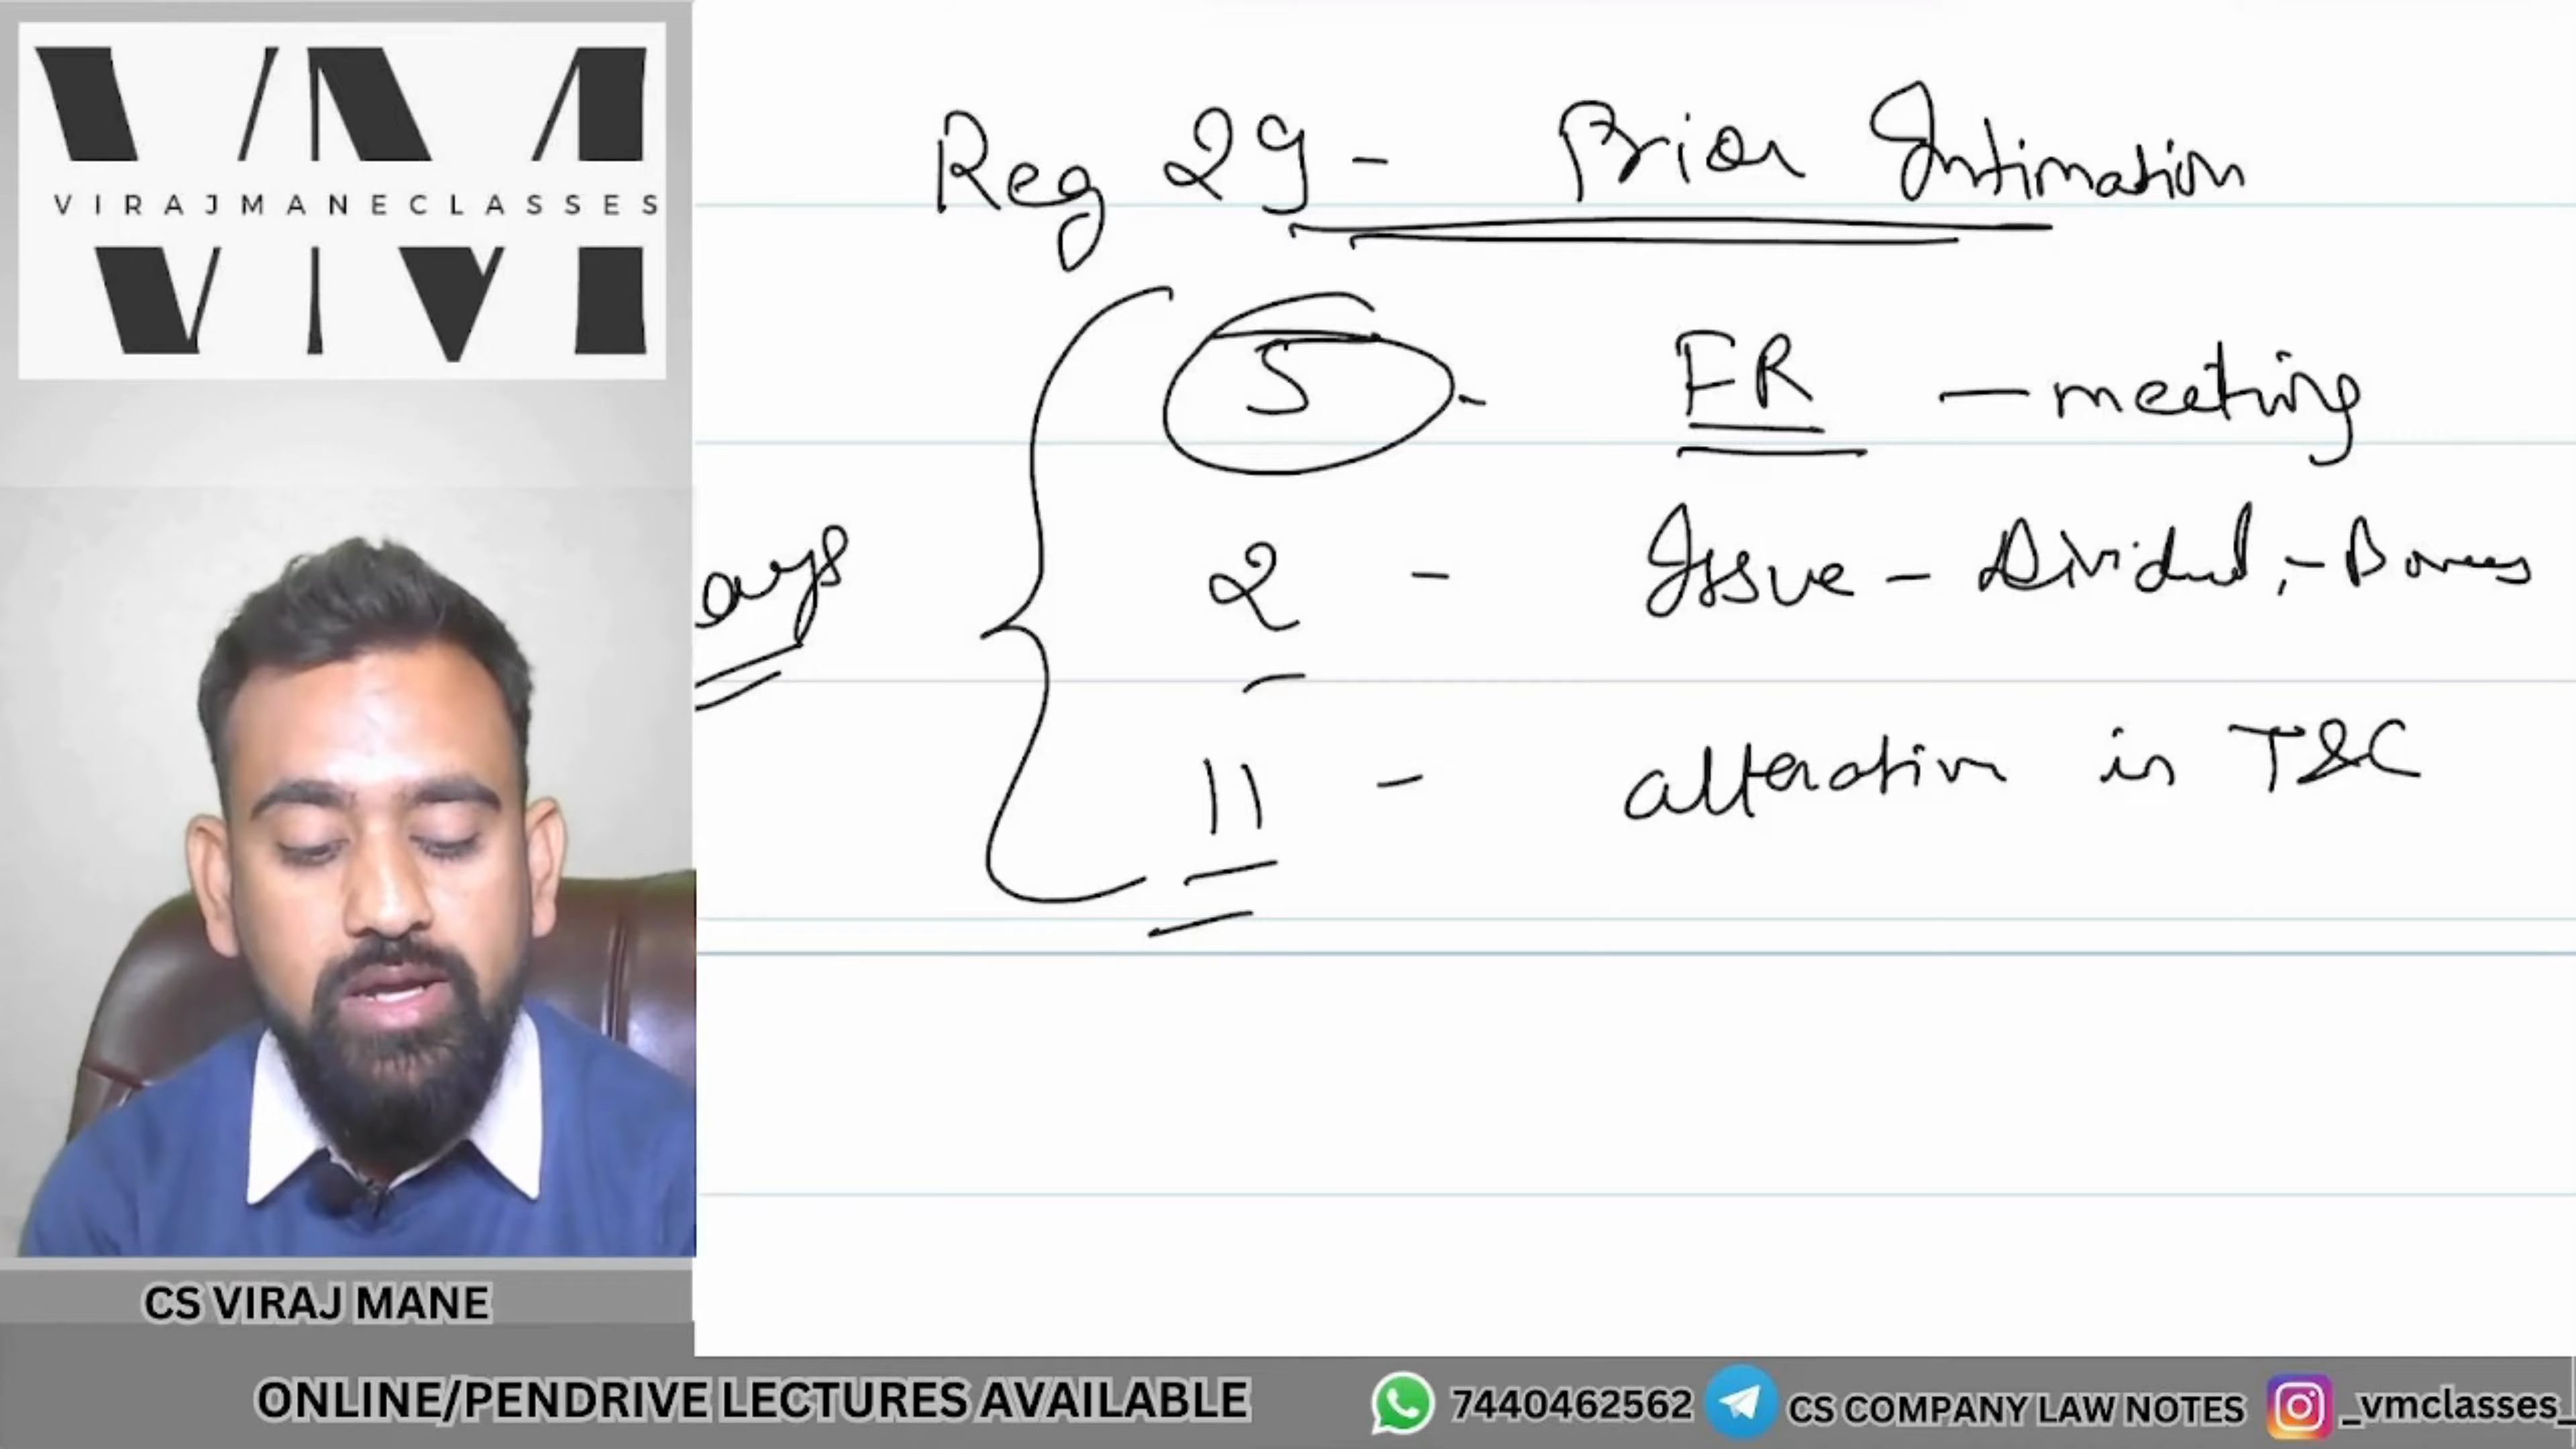 VIRAJMANECLASSES
Reg 29 - Prior Intimation
5 - FR - meeting
ays
2 - Issue - Dividend, - Bonus
11 - alteration in T&C
CS VIRAJ MANE
ONLINE/PENDRIVE LECTURES AVAILABLE
7440462562
CS COMPANY LAW NOTES
_vmclasses_